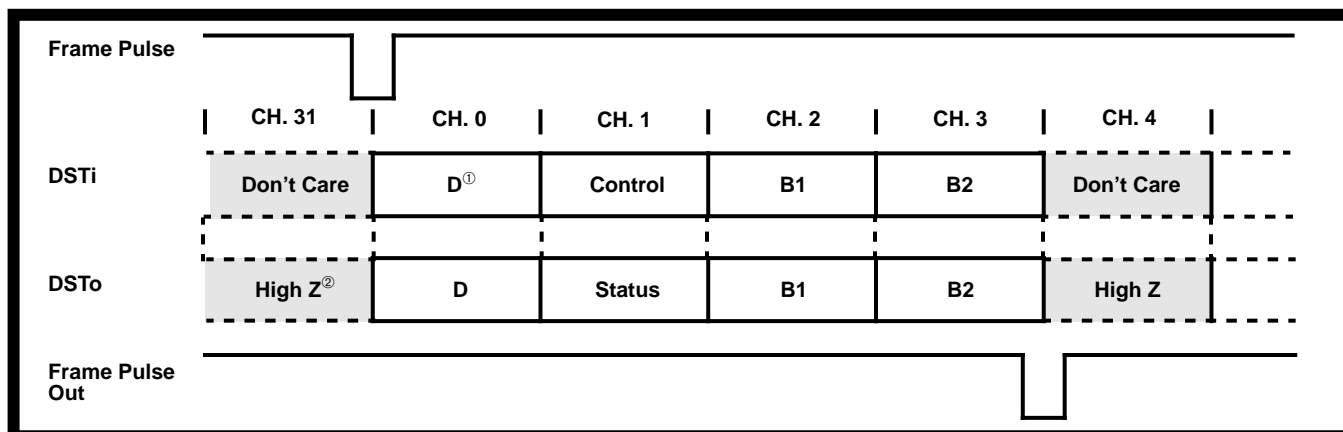 Frame Pulse
CH. 31 CH. 0 CH. 1 CH. 2 CH. 3 CH. 4
DSTi Don’t Care D① Control B1 B2 Don’t Care
DSTo High Z② D Status B1 B2 High Z
Frame Pulse
Out